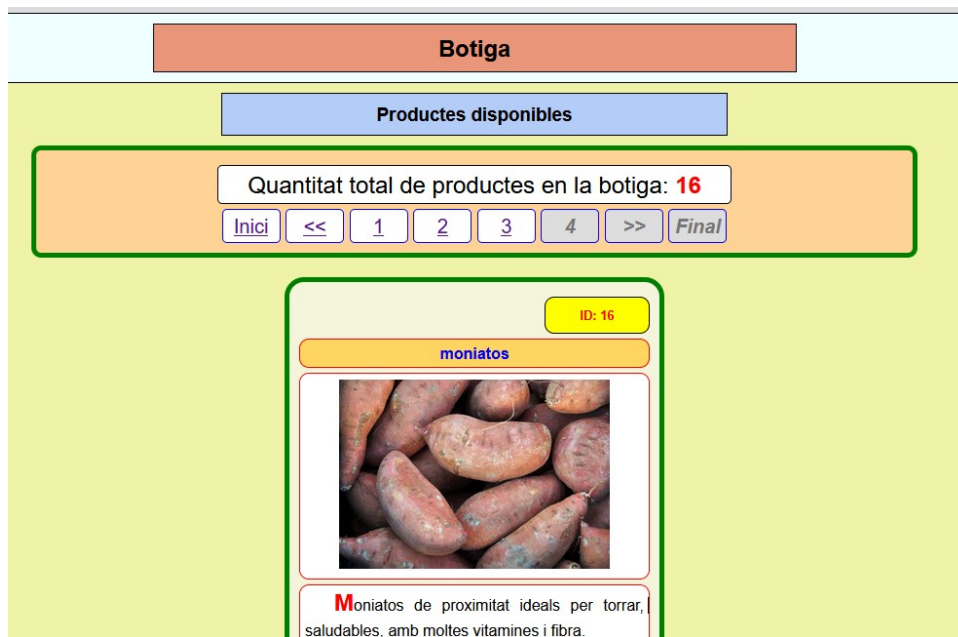 Botiga
Productes disponibles
Quantitat total de productes en la botiga: 16
Inici << 1 2 3 4 >> Final
ID: 16
moniatos
Moniatos de proximitat ideals per torrar,
saludables, amb moltes vitamines i fibra.